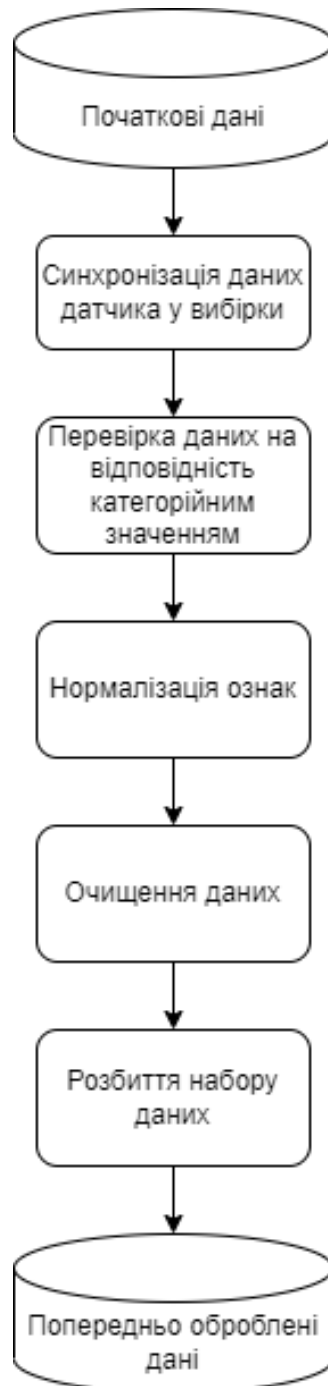 Початкові дані
Синхронізація даних
датчика у вибірки
Перевірка даних на
відповідність
категорійним
значенням
Нормалізація ознак
Очищення даних
Розбиття набору
даних
Попередньо оброблені
дані